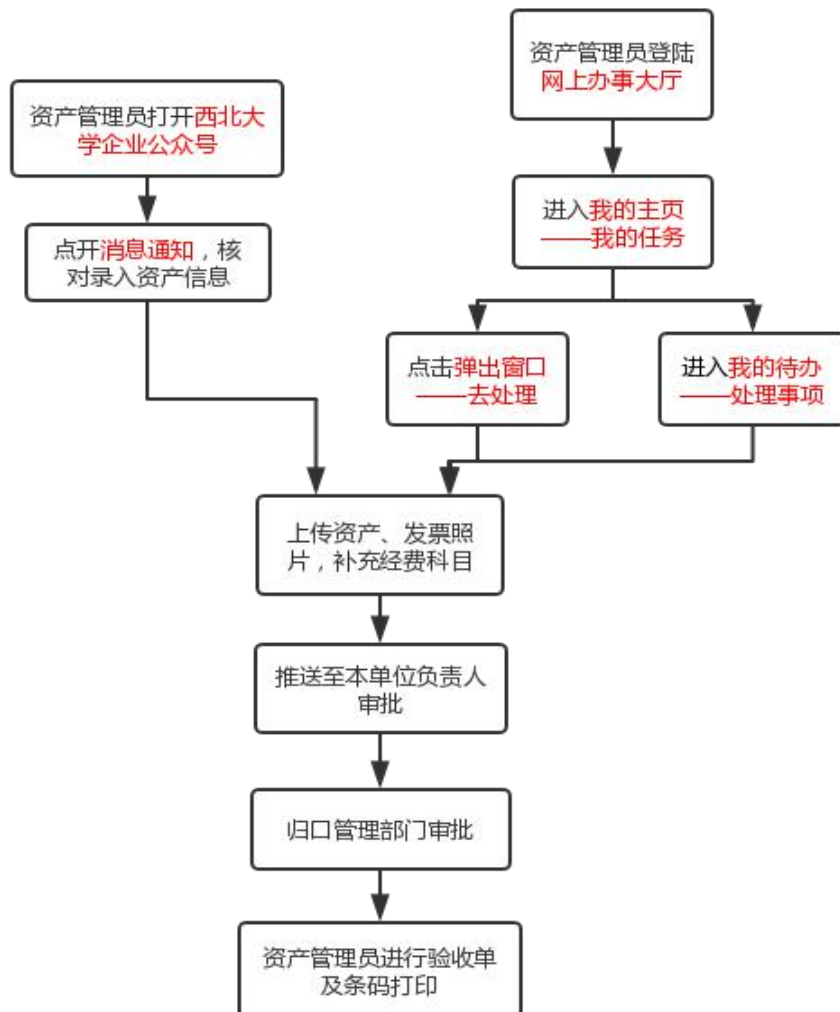 资产管理员登陆
网上办事大厅
资产管理员打开西北大
学企业公众号
进入我的主页
——我的任务
点开消息通知，核
对录入资产信息
点击弹出窗口
——去处理
进入我的待办
——处理事项
上传资产、发票照
片，补充经费科目
推送至本单位负责人
审批
归口管理部门审批
资产管理员进行验收单
及条码打印